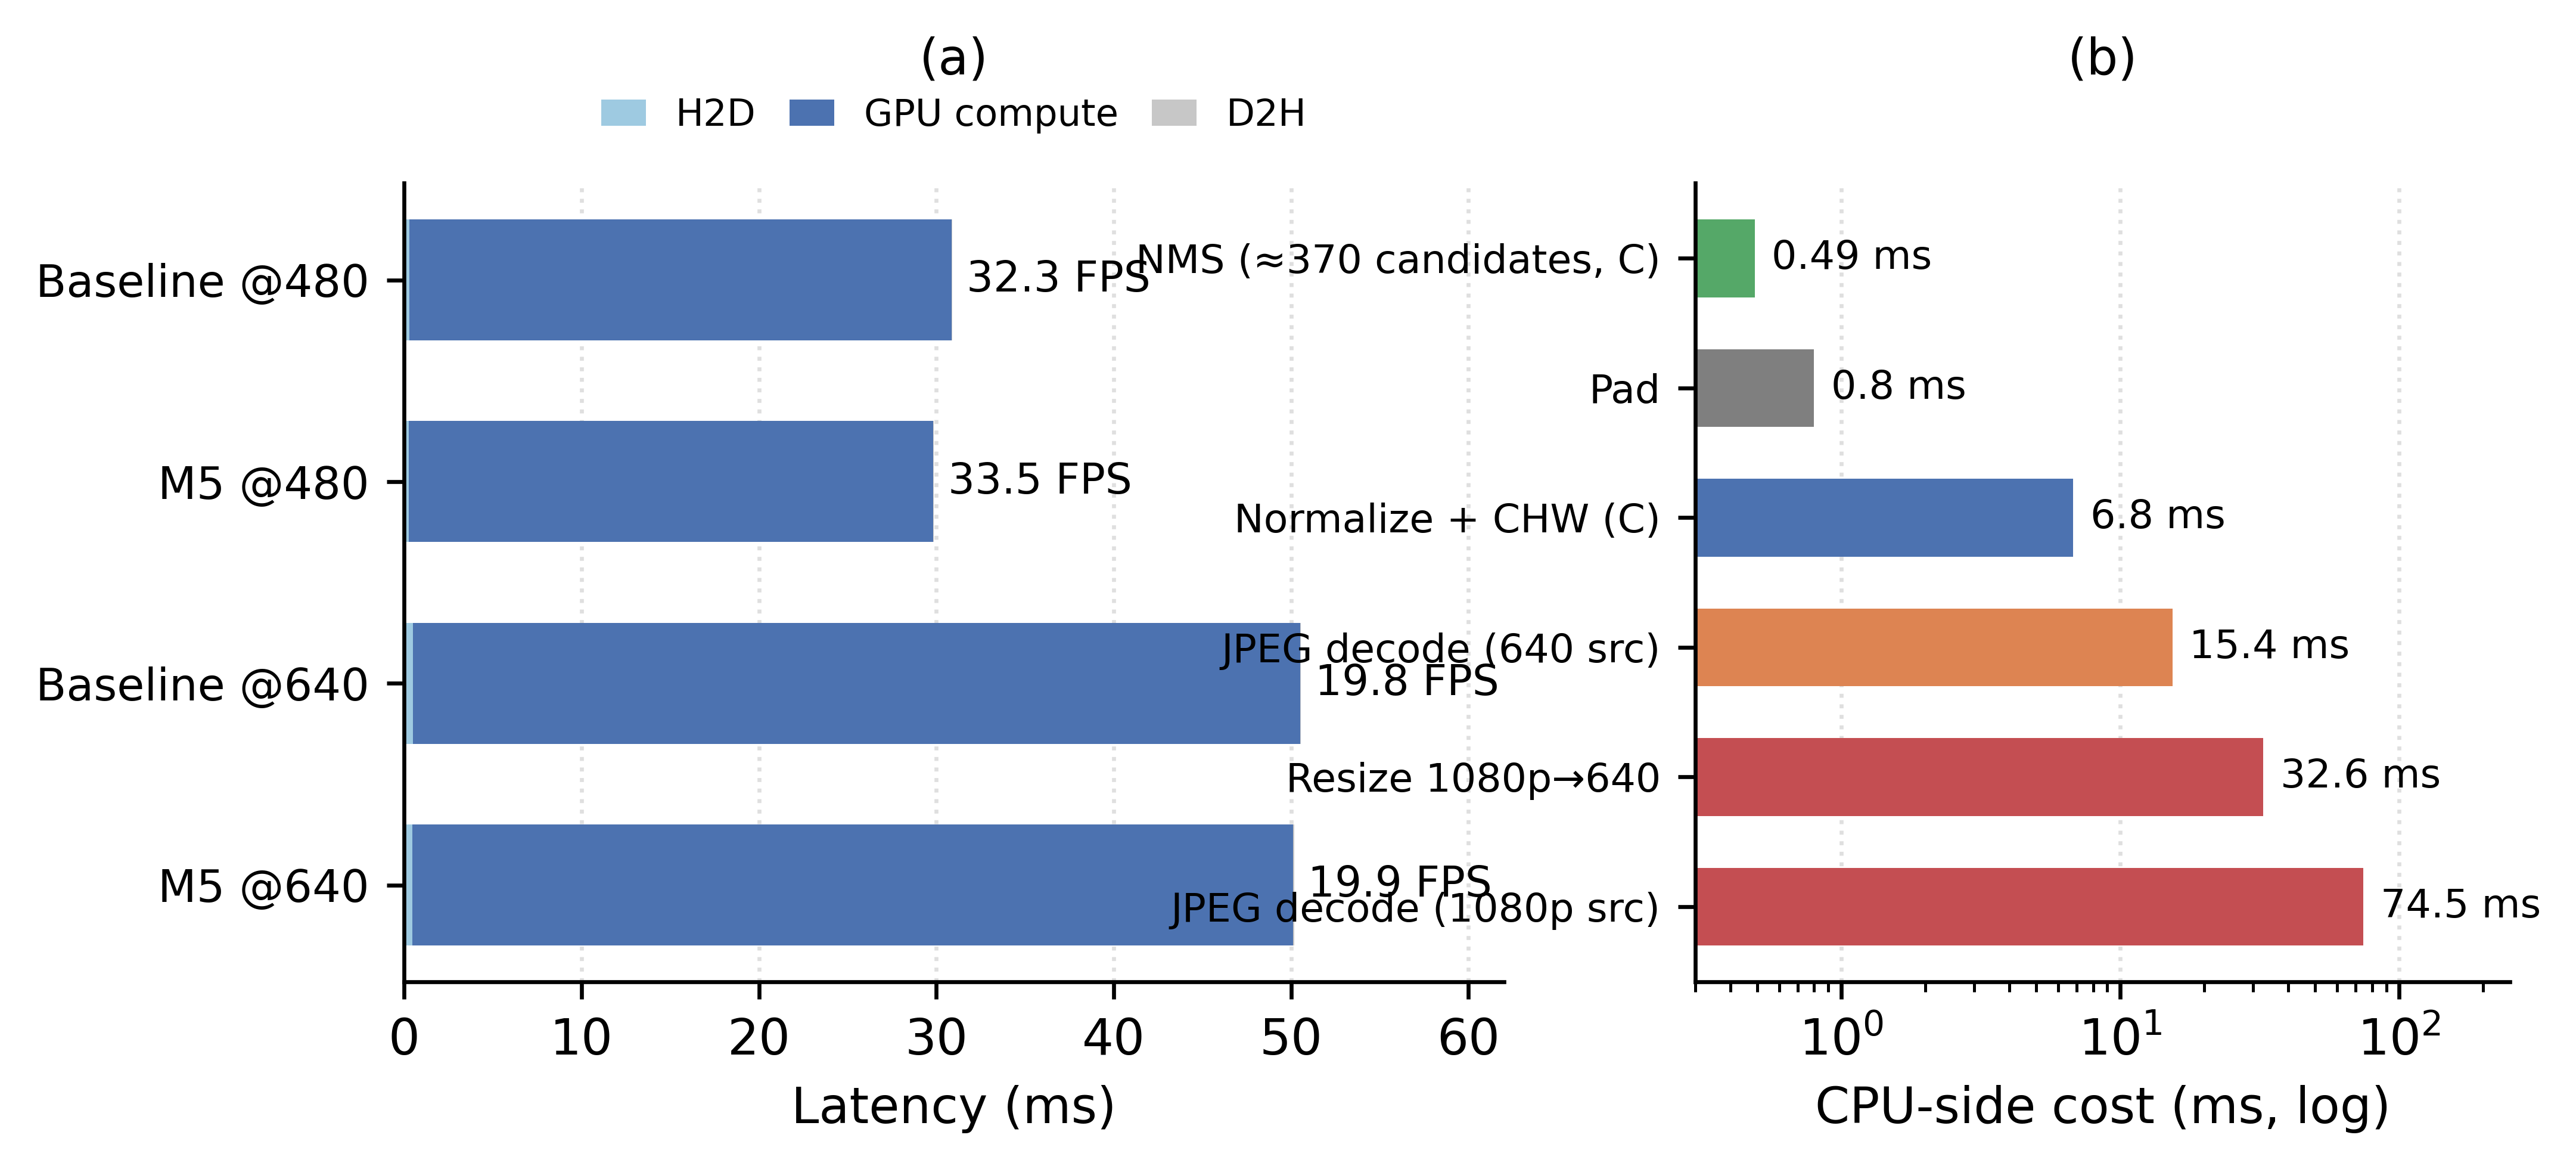 (a)
H2D
GPU compute
D2H
Baseline @480
M5 @480
Baseline @640
M5 @640
32.3 FPS
33.5 FPS
19.8 FPS
19.9 FPS
0
10
20
30
40
50
60
Latency (ms)
(b)
NMS (≈370 candidates, C)
Pad
Normalize + CHW (C)
JPEG decode (640 src)
Resize 1080p→640
JPEG decode (1080p src)
0.49 ms
0.8 ms
6.8 ms
15.4 ms
32.6 ms
74.5 ms
10⁰
10¹
10²
CPU-side cost (ms, log)